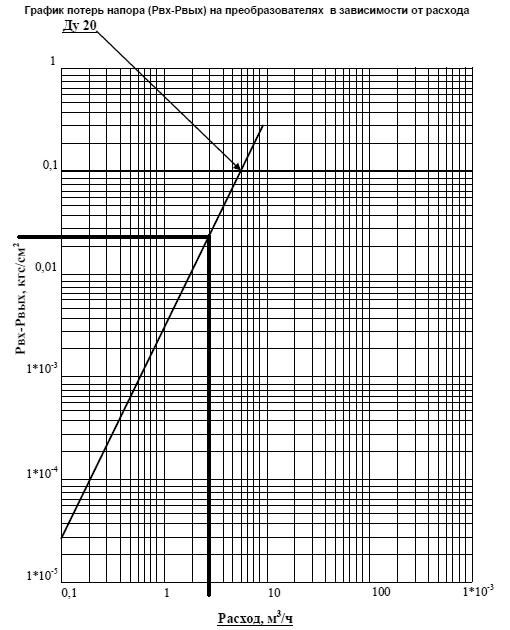 График потерь напора (Рвх-Рвых) на преобразователях в зависимости от расхода
Ду 20
1
0,1
0,01
1*10-3
1*10-4
1*10-5
Рвх-Рвых, кгс/см2
0,1 1 10 100 1*10-3
Расход, м3/ч